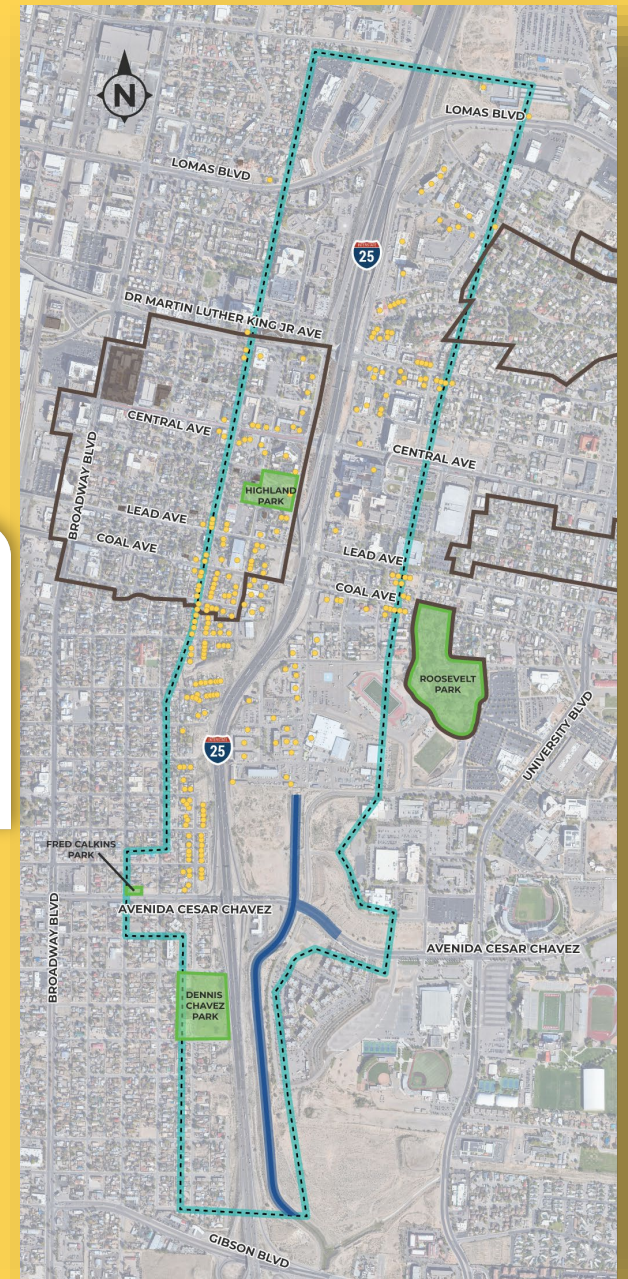 N
LOMAS BLVD
LOMAS BLVD
25
DR MARTIN LUTHER KING JR AVE
CENTRAL AVE
CENTRAL AVE
BROADWAY BLVD
HIGHLAND
PARK
LEAD AVE
COAL AVE
LEAD AVE
COAL AVE
ROOSEVELT
PARK
UNIVERSITY BLVD
25
FRED CALKINS
PARK
AVENIDA CESAR CHAVEZ
BROADWAY BLVD
AVENIDA CESAR CHAVEZ
DENNIS
CHAVEZ
PARK
GIBSON BLVD